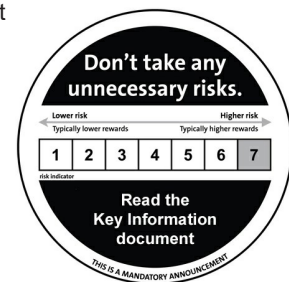 t
Don't take any
unnecessary risks.
Lower risk Higher risk
Typically lower rewards Typically higher rewards
1 2 3 4 5 6 7
risk indicator
Read the
Key Information
document
THIS IS A MANDATORY ANNOUNCEMENT